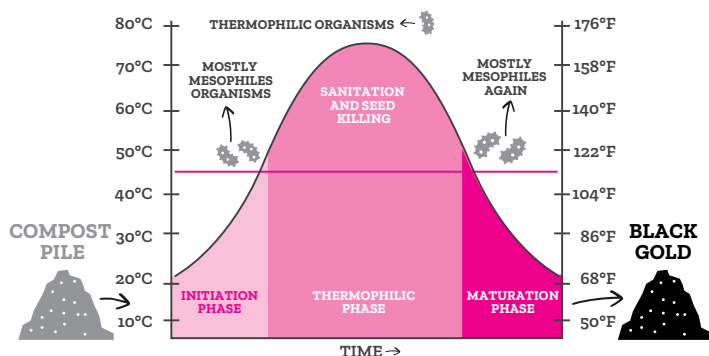 80°C
70°C
60°C
50°C
40°C
30°C
20°C
10°C
THERMOPHILIC ORGANISMS
MOSTLY
MESOPHILES
ORGANISMS
SANITATION
AND SEED
KILLING
MOSTLY
MESOPHILES
AGAIN
176°F
158°F
140°F
122°F
104°F
86°F
68°F
50°F
COMPOST
PILE
INITIATION
PHASE
THERMOPHILIC
PHASE
MATURATION
PHASE
BLACK
GOLD
TIME